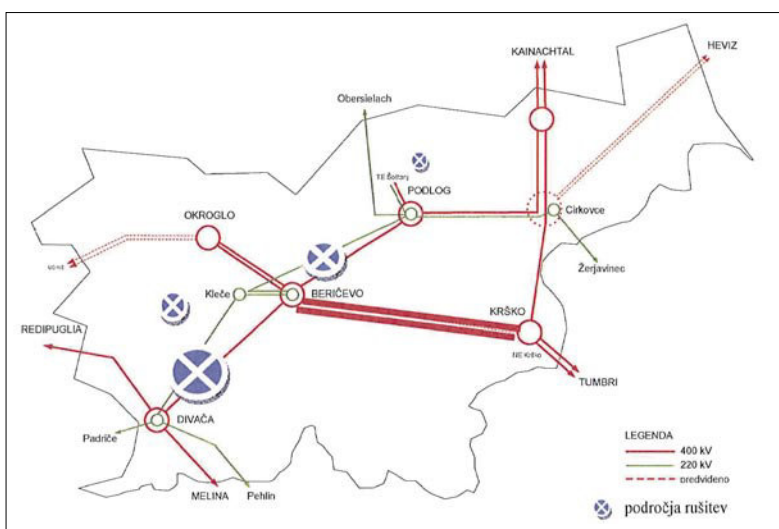 HEVIZ
KAINACHTAL
Obersielach
TE Šoštanj
PODLOG
Cirkovce
OKROGLO
Žerjavinec
Kleče
BERIČEVO
KRŠKO
REDIPUGLIA
NE Krško
TUMBRI
DIVAČA
Padriče
MELINA
Pehlin
LEGENDA
400 kV
220 kV
predvideno
področja rušitev